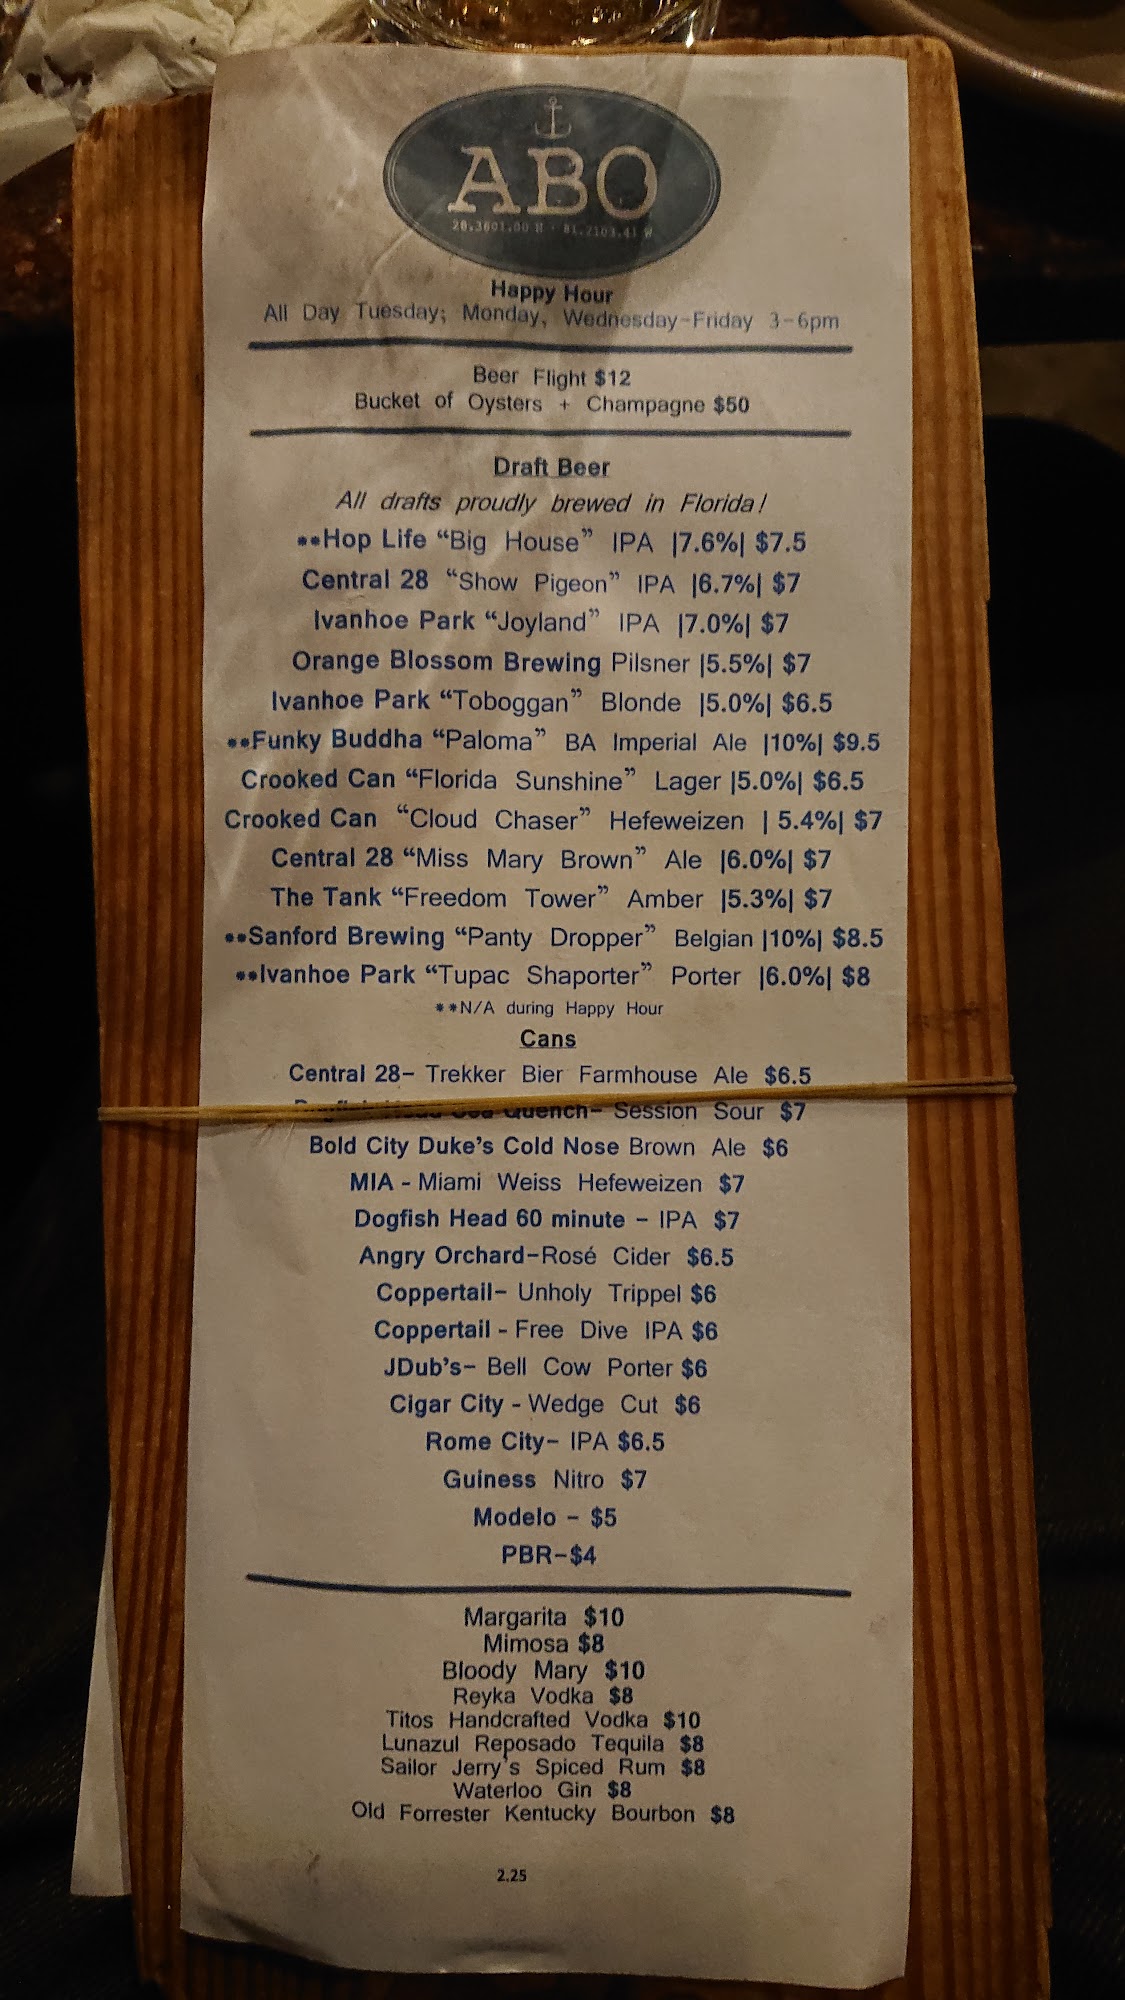 ABO
Happy Hour
All Day Tuesday; Monday, Wednesday-Friday 3-6pm
Beer Flight $12
Bucket of Oysters + Champagne $50
Draft Beer
All drafts proudly brewed in Florida!
**Hop Life “Big House” IPA |7.6%| $7.5
Central 28 “Show Pigeon” IPA |6.7%| $7
Ivanhoe Park “Joyland” IPA |7.0%| $7
Orange Blossom Brewing Pilsner |5.5%| $7
Ivanhoe Park “Toboggan” Blonde |5.0%| $6.5
**Funky Buddha “Paloma” BA Imperial Ale |10%| $9.5
Crooked Can “Florida Sunshine” Lager |5.0%| $6.5
Crooked Can “Cloud Chaser” Hefeweizen | 5.4%| $7
Central 28 “Miss Mary Brown” Ale |6.0%| $7
The Tank “Freedom Tower” Amber |5.3%| $7
**Sanford Brewing “Panty Dropper” Belgian |10%| $8.5
**Ivanhoe Park “Tupac Shaporter” Porter |6.0%| $8
**N/A during Happy Hour
Cans
Central 28- Trekker Bier Farmhouse Ale $6.5
Quench- Session Sour $7
Bold City Duke's Cold Nose Brown Ale $6
MIA - Miami Weiss Hefeweizen $7
Dogfish Head 60 minute - IPA $7
Angry Orchard-Rosé Cider $6.5
Coppertail- Unholy Trippel $6
Coppertail - Free Dive IPA $6
JDub's- Bell Cow Porter $6
Cigar City - Wedge Cut $6
Rome City- IPA $6.5
Guiness Nitro $7
Modelo - $5
PBR-$4
Margarita $10
Mimosa $8
Bloody Mary $10
Reyka Vodka $8
Titos Handcrafted Vodka $10
Lunazul Reposado Tequila $8
Sailor Jerry's Spiced Rum $8
Waterloo Gin $8
Old Forrester Kentucky Bourbon $8
2.25